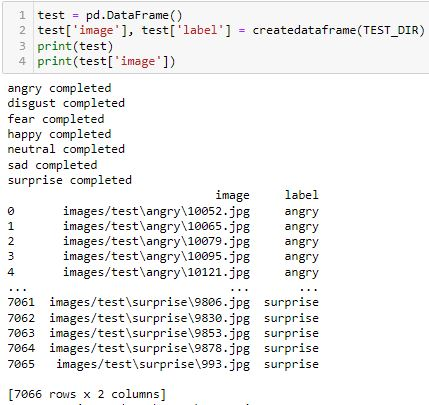 1 test = pd.DataFrame()
2 test['image'], test['label'] = createdataframe(TEST_DIR)
3 print(test)
4 print(test['image'])
angry completed
disgust completed
fear completed
happy completed
neutral completed
sad completed
surprise completed
image label
0 images/test\angry\10052.jpg angry
1 images/test\angry\10065.jpg angry
2 images/test\angry\10079.jpg angry
3 images/test\angry\10095.jpg angry
4 images/test\angry\10121.jpg angry
... ... ...
7061 images/test\surprise\9806.jpg surprise
7062 images/test\surprise\9830.jpg surprise
7063 images/test\surprise\9853.jpg surprise
7064 images/test\surprise\9878.jpg surprise
7065 images/test\surprise\993.jpg surprise
[7066 rows x 2 columns]